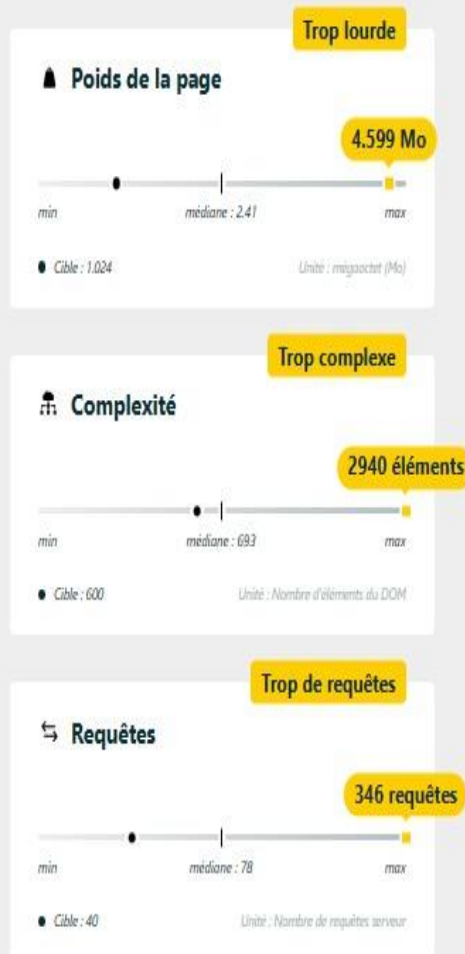 Trop lourde
Poids de la page
4.599 Mo
min médiane : 2.41 max
Cible : 1.024 Unité : mégaoctet (Mo)
Trop complexe
Complexité
2940 éléments
min médiane : 693 max
Cible : 600 Unité : Nombre d'éléments du DOM
Trop de requêtes
Requêtes
346 requêtes
min médiane : 78 max
Cible : 40 Unité : Nombre de requêtes serveur